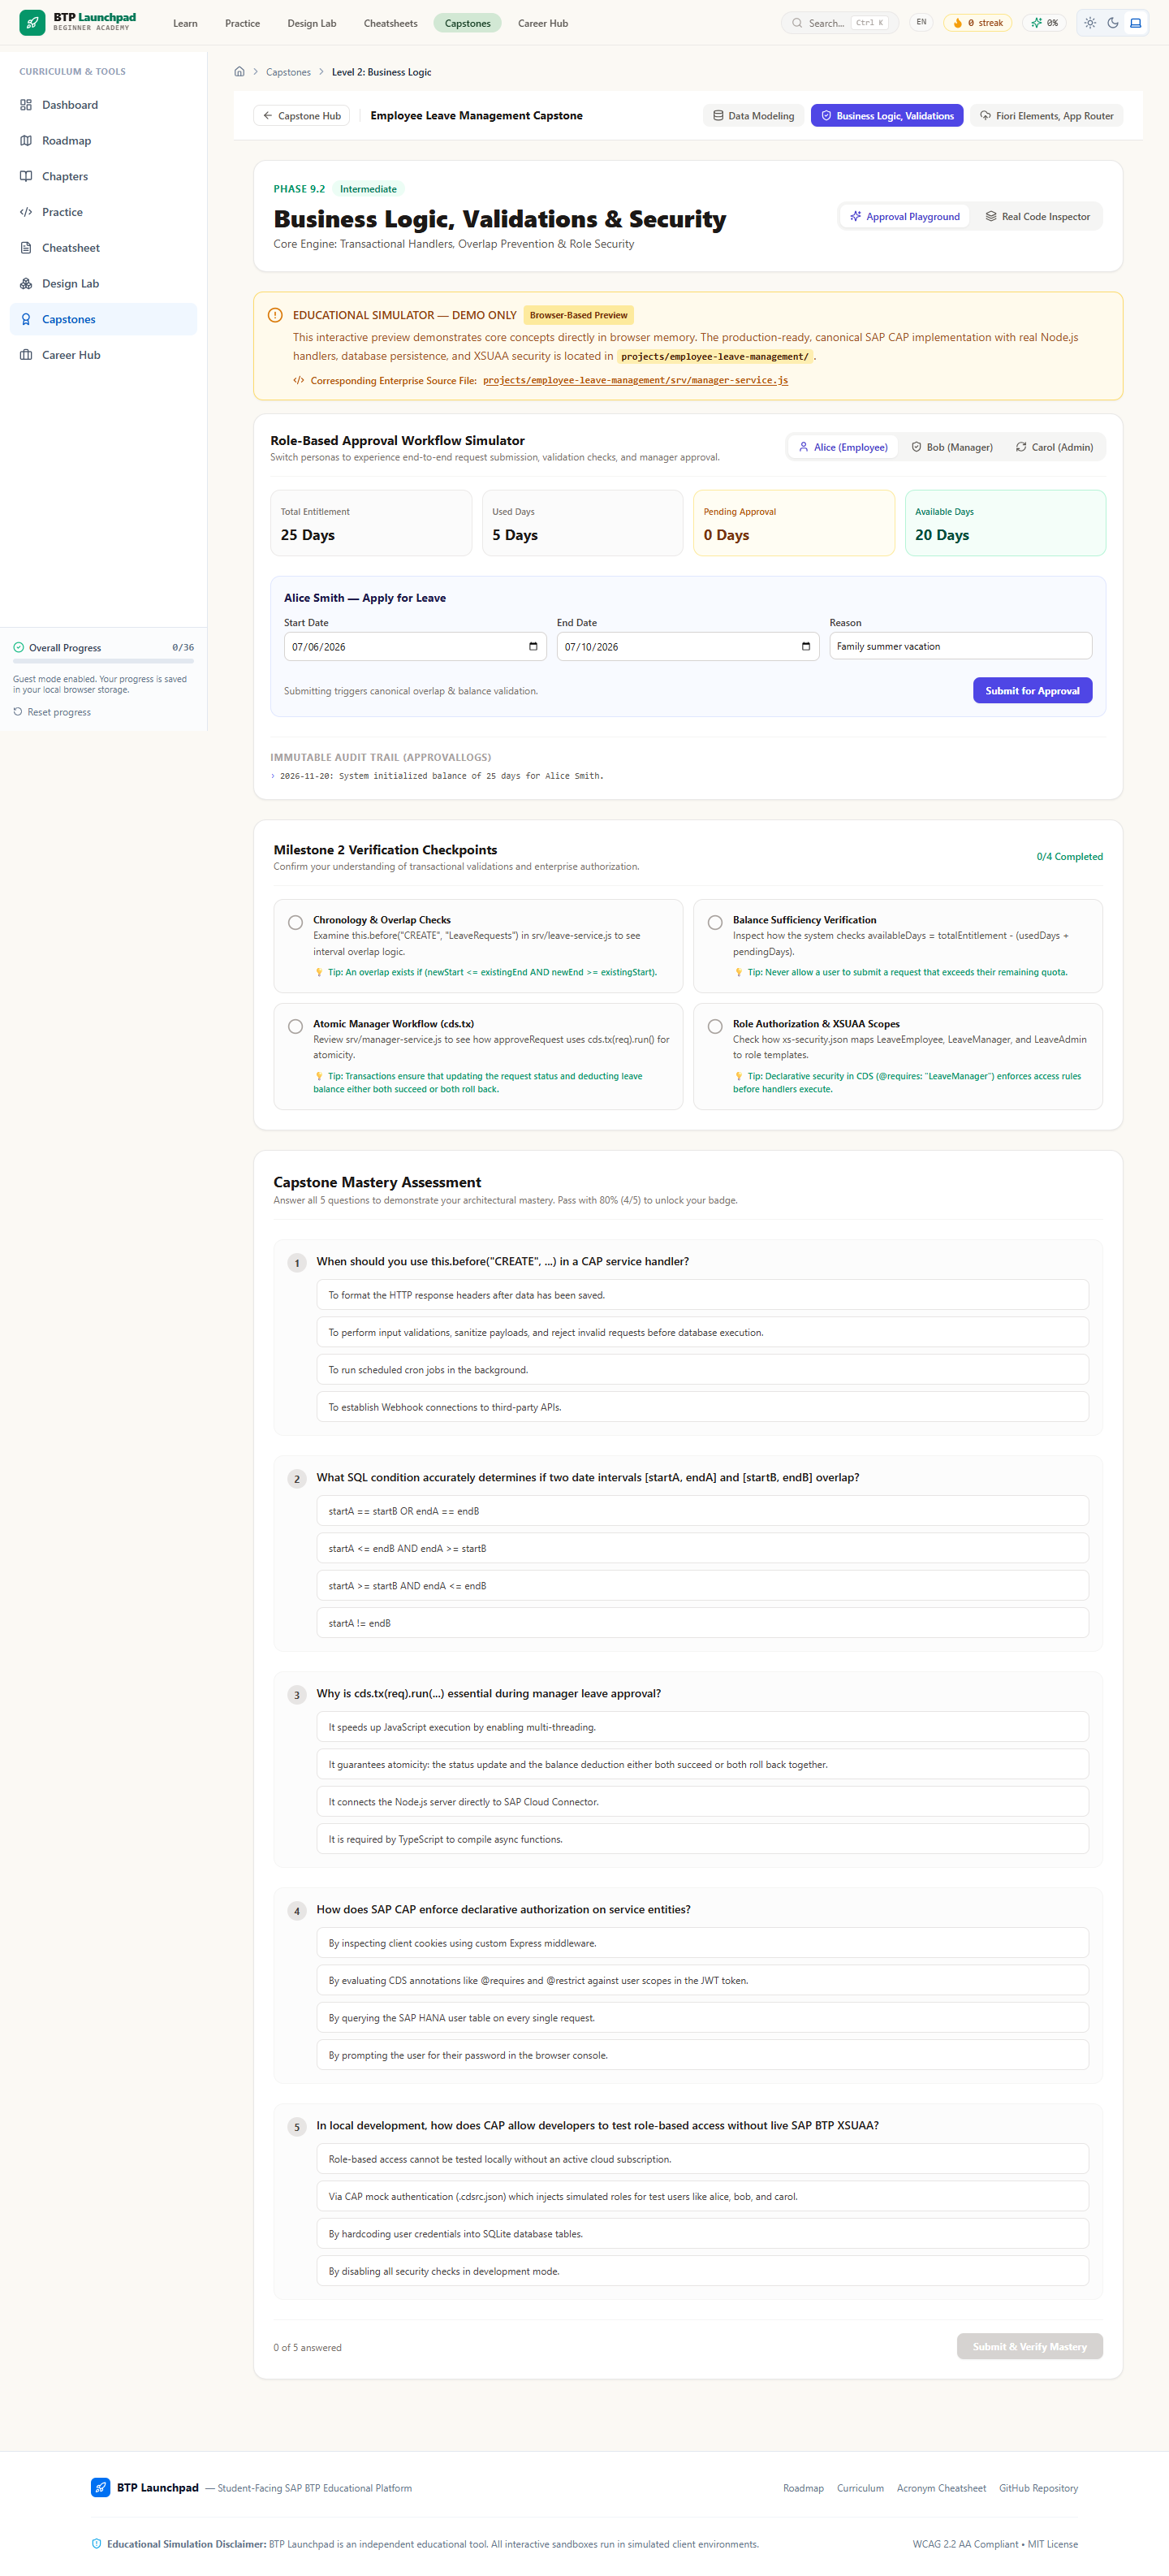 BTP Launchpad
BEGINNER ACADEMY
Learn
Practice
Design Lab
Cheatsheets
Capstones
Career Hub
Search...
Ctrl K
EN
0 streak
0%
CURRICULUM & TOOLS
Dashboard
Roadmap
Chapters
Practice
Cheatsheet
Design Lab
Capstones
Career Hub
Overall Progress
0/36
Guest mode enabled. Your progress is saved
in your local browser storage.
Reset progress
Capstones
Level 2: Business Logic
Capstone Hub
Employee Leave Management Capstone
Data Modeling
Business Logic, Validations
Fiori Elements, App Router
PHASE 9.2
Intermediate
Business Logic, Validations & Security
Core Engine: Transactional Handlers, Overlap Prevention & Role Security
Approval Playground
Real Code Inspector
EDUCATIONAL SIMULATOR — DEMO ONLY
Browser-Based Preview
This interactive preview demonstrates core concepts directly in browser memory. The production-ready, canonical SAP CAP implementation with real Node.js
handlers, database persistence, and XSUAA security is located in projects/employee-leave-management/ .
Corresponding Enterprise Source File: projects/employee-leave-management/srv/manager-service.js
Role-Based Approval Workflow Simulator
Switch personas to experience end-to-end request submission, validation checks, and manager approval.
Alice (Employee)
Bob (Manager)
Carol (Admin)
Total Entitlement
25 Days
Used Days
5 Days
Pending Approval
0 Days
Available Days
20 Days
Alice Smith — Apply for Leave
Start Date
07/06/2026
End Date
07/10/2026
Reason
Family summer vacation
Submitting triggers canonical overlap & balance validation.
Submit for Approval
IMMUTABLE AUDIT TRAIL (APPROVALLOGS)
› 2026-11-20: System initialized balance of 25 days for Alice Smith.
Milestone 2 Verification Checkpoints
Confirm your understanding of transactional validations and enterprise authorization.
0/4 Completed
Chronology & Overlap Checks
Examine this.before("CREATE", "LeaveRequests") in srv/leave-service.js to see
interval overlap logic.
Tip: An overlap exists if (newStart <= existingEnd AND newEnd >= existingStart).
Balance Sufficiency Verification
Inspect how the system checks availableDays = totalEntitlement - (usedDays +
pendingDays).
Tip: Never allow a user to submit a request that exceeds their remaining quota.
Atomic Manager Workflow (cds.tx)
Review srv/manager-service.js to see how approveRequest uses cds.tx(req).run() for
atomicity.
Tip: Transactions ensure that updating the request status and deducting leave
balance either both succeed or both roll back.
Role Authorization & XSUAA Scopes
Check how xs-security.json maps LeaveEmployee, LeaveManager, and LeaveAdmin
to role templates.
Tip: Declarative security in CDS (@requires: "LeaveManager") enforces access rules
before handlers execute.
Capstone Mastery Assessment
Answer all 5 questions to demonstrate your architectural mastery. Pass with 80% (4/5) to unlock your badge.
1
When should you use this.before("CREATE", ...) in a CAP service handler?
To format the HTTP response headers after data has been saved.
To perform input validations, sanitize payloads, and reject invalid requests before database execution.
To run scheduled cron jobs in the background.
To establish Webhook connections to third-party APIs.
2
What SQL condition accurately determines if two date intervals [startA, endA] and [startB, endB] overlap?
startA == startB OR endA == endB
startA <= endB AND endA >= startB
startA >= startB AND endA <= endB
startA != endB
3
Why is cds.tx(req).run(...) essential during manager leave approval?
It speeds up JavaScript execution by enabling multi-threading.
It guarantees atomicity: the status update and the balance deduction either both succeed or both roll back together.
It connects the Node.js server directly to SAP Cloud Connector.
It is required by TypeScript to compile async functions.
4
How does SAP CAP enforce declarative authorization on service entities?
By inspecting client cookies using custom Express middleware.
By evaluating CDS annotations like @requires and @restrict against user scopes in the JWT token.
By querying the SAP HANA user table on every single request.
By prompting the user for their password in the browser console.
5
In local development, how does CAP allow developers to test role-based access without live SAP BTP XSUAA?
Role-based access cannot be tested locally without an active cloud subscription.
Via CAP mock authentication (.cdsrc.json) which injects simulated roles for test users like alice, bob, and carol.
By hardcoding user credentials into SQLite database tables.
By disabling all security checks in development mode.
0 of 5 answered
Submit & Verify Mastery
BTP Launchpad — Student-Facing SAP BTP Educational Platform
Roadmap
Curriculum
Acronym Cheatsheet
GitHub Repository
Educational Simulation Disclaimer: BTP Launchpad is an independent educational tool. All interactive sandboxes run in simulated client environments.
WCAG 2.2 AA Compliant • MIT License